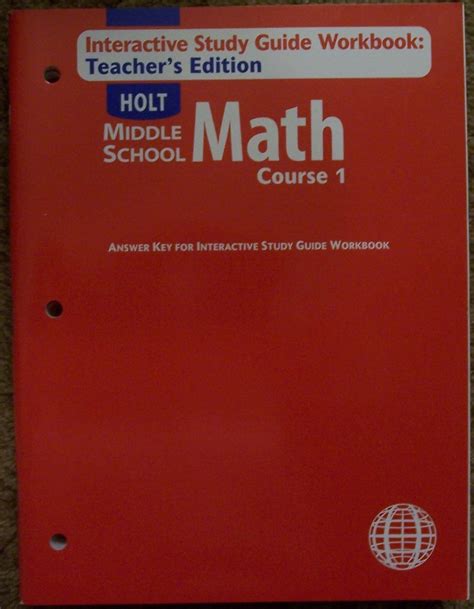 Interactive Study Guide Workbook:
Teacher's Edition
HOLT
MIDDLE
SCHOOL Math
Course 1
ANSWER KEY FOR INTERACTIVE STUDY GUIDE WORKBOOK